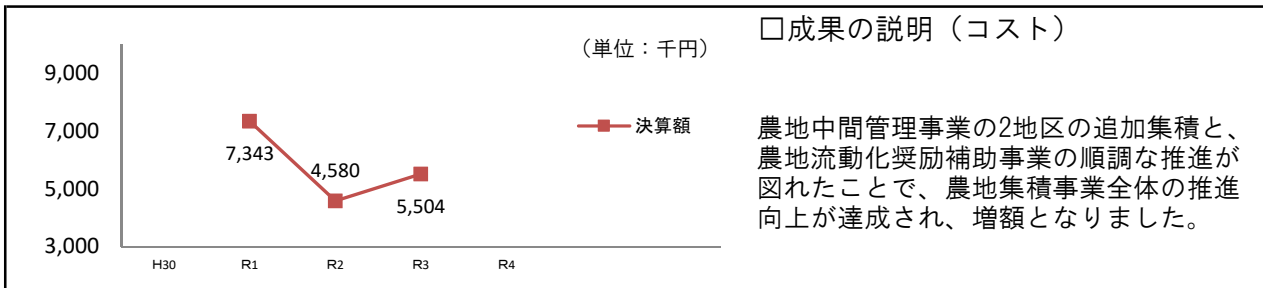 □成果の説明（コスト）
（単位：千円）
9,000
7,000
5,000
3,000
7,343
4,580
5,504
決算額
H30
R1
R2
R3
R4
農地中間管理事業の2地区の追加集積と、
農地流動化奨励補助事業の順調な推進が
図れたことで、農地集積事業全体の推進
向上が達成され、増額となりました。